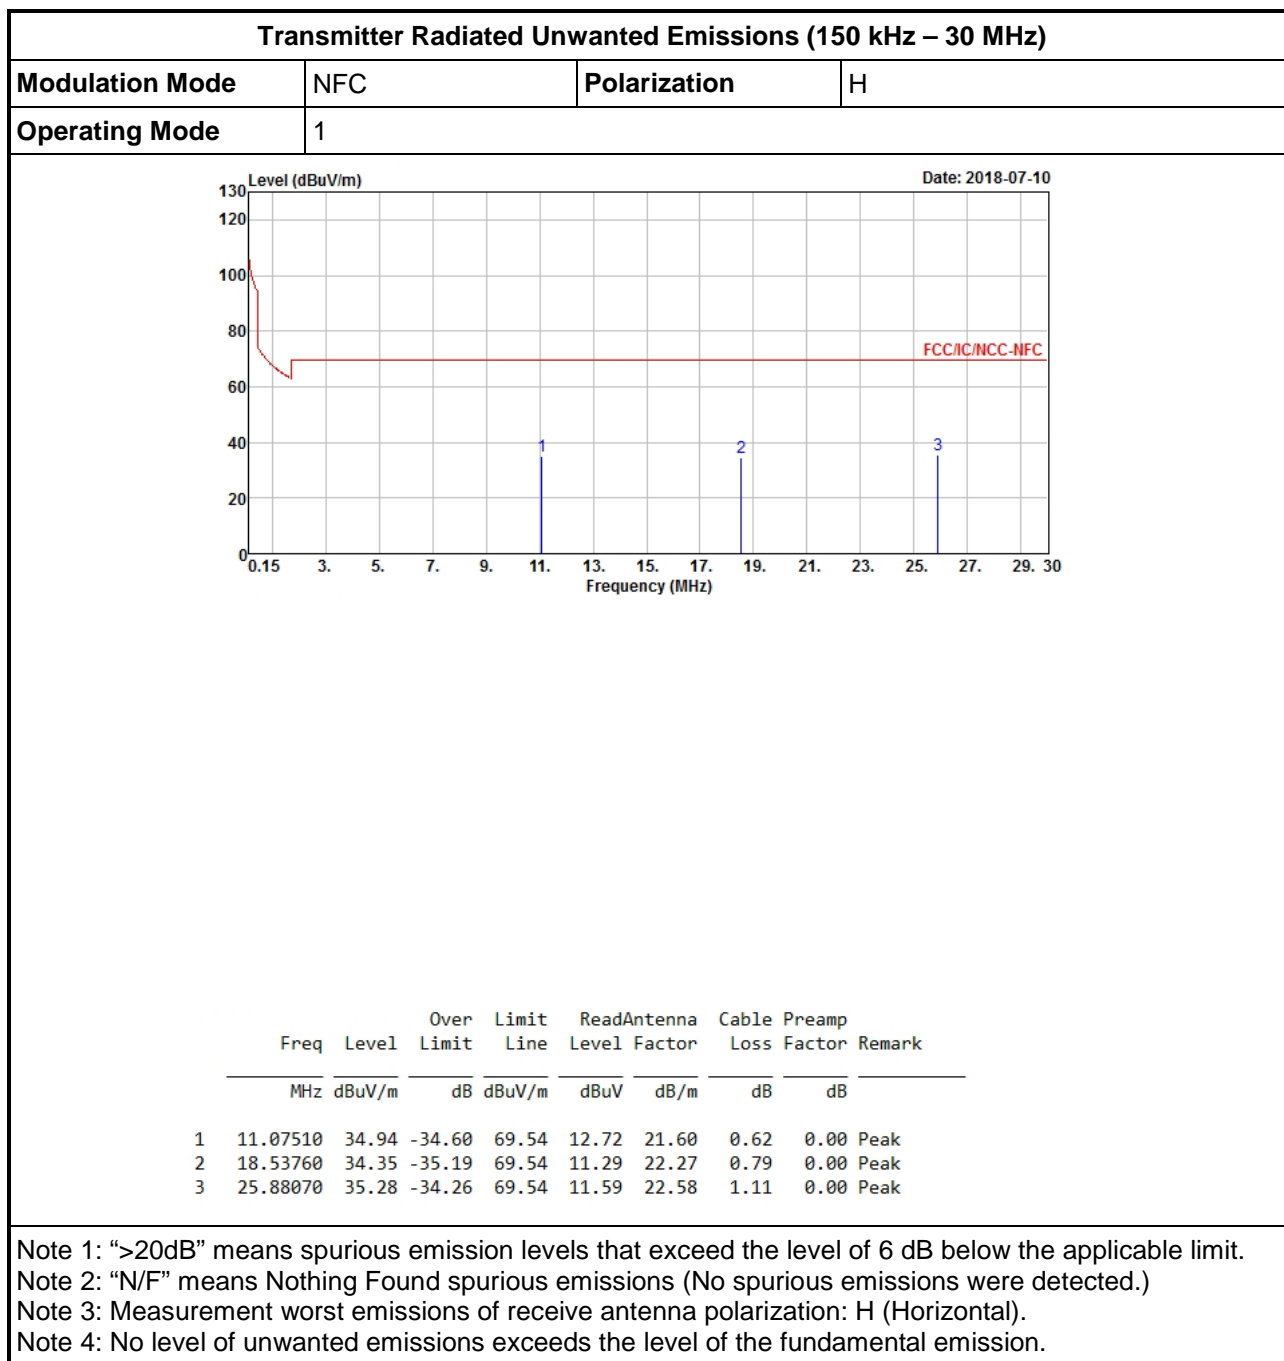 Transmitter Radiated Unwanted Emissions (150 kHz – 30 MHz)
Modulation Mode NFC Polarization H
Operating Mode 1
Level (dBuV/m) Date: 2018-07-10
130
120
100
80
FCC/IC/NCC-NFC
60
40
1 2 3
20
0
0.15 3. 5. 7. 9. 11. 13. 15. 17. 19. 21. 23. 25. 27. 29. 30
Frequency (MHz)
Over Limit ReadAntenna Cable Preamp
Freq Level Limit Line Level Factor Loss Factor Remark
MHz dBuV/m dB dBuV/m dBuV dB/m dB dB
1 11.07510 34.94 -34.60 69.54 12.72 21.60 0.62 0.00 Peak
2 18.53760 34.35 -35.19 69.54 11.29 22.27 0.79 0.00 Peak
3 25.88070 35.28 -34.26 69.54 11.59 22.58 1.11 0.00 Peak
Note 1: “>20dB” means spurious emission levels that exceed the level of 6 dB below the applicable limit.
Note 2: “N/F” means Nothing Found spurious emissions (No spurious emissions were detected.)
Note 3: Measurement worst emissions of receive antenna polarization: H (Horizontal).
Note 4: No level of unwanted emissions exceeds the level of the fundamental emission.